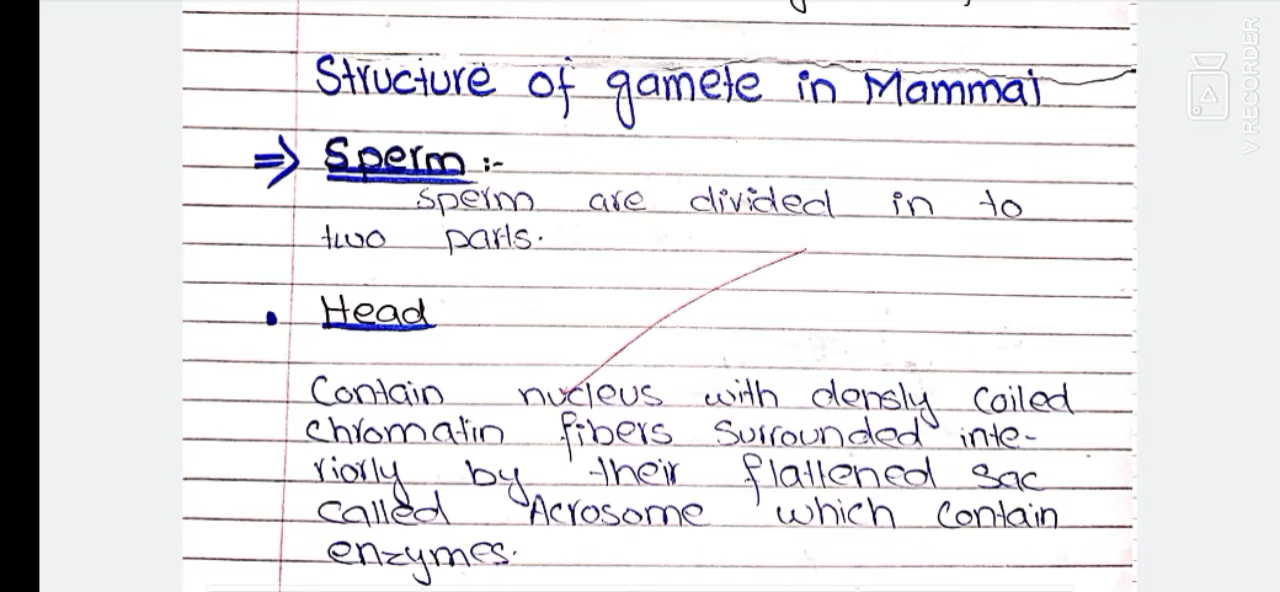 Structure of gamete in Mammal
⇒ Sperm :-
Sperm are divided in to
two parts.
• Head
Contain nucleus with densly coiled
chromatin fibers surrounded inte-
riorly by their flattened sac
called Acrosome which contain
enzymes.
V RECORDER